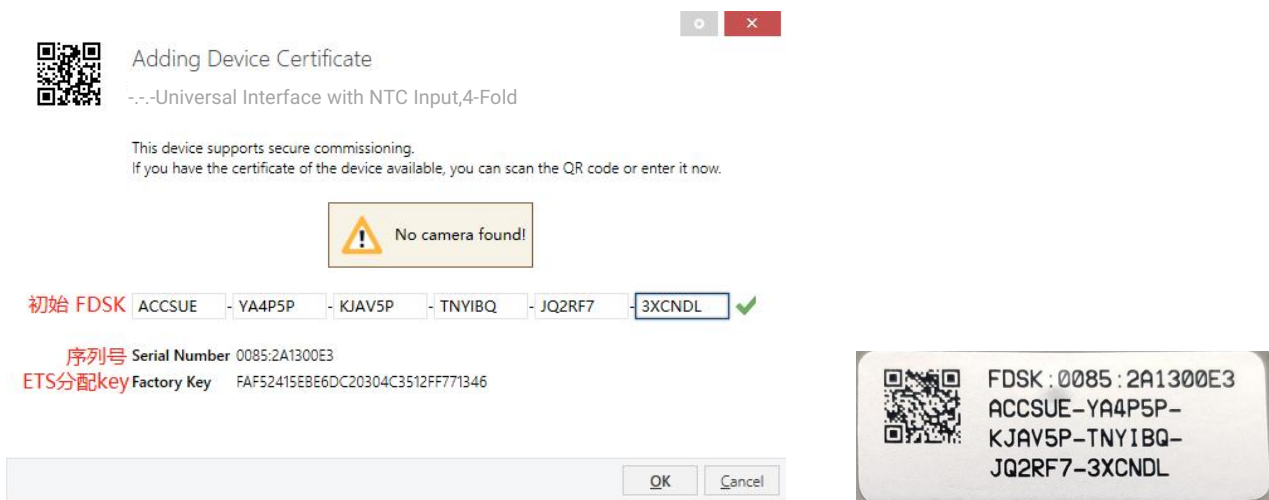 Adding Device Certificate
-.-.-Universal Interface with NTC Input,4-Fold
This device supports secure commissioning.
If you have the certificate of the device available, you can scan the QR code or enter it now.
No camera found!
初始 FDSK ACCSUE - YA4P5P - KJAV5P - TNYIBQ - JQ2RF7 - 3XCNDL
序列号 Serial Number 0085:2A1300E3
ETS分配key Factory Key FAF52415EBE6DC20304C3512FF771346
OK Cancel
FDSK:0085:2A1300E3
ACCSUE-YA4P5P-
KJAV5P-TNYIBQ-
JQ2RF7-3XCNDL